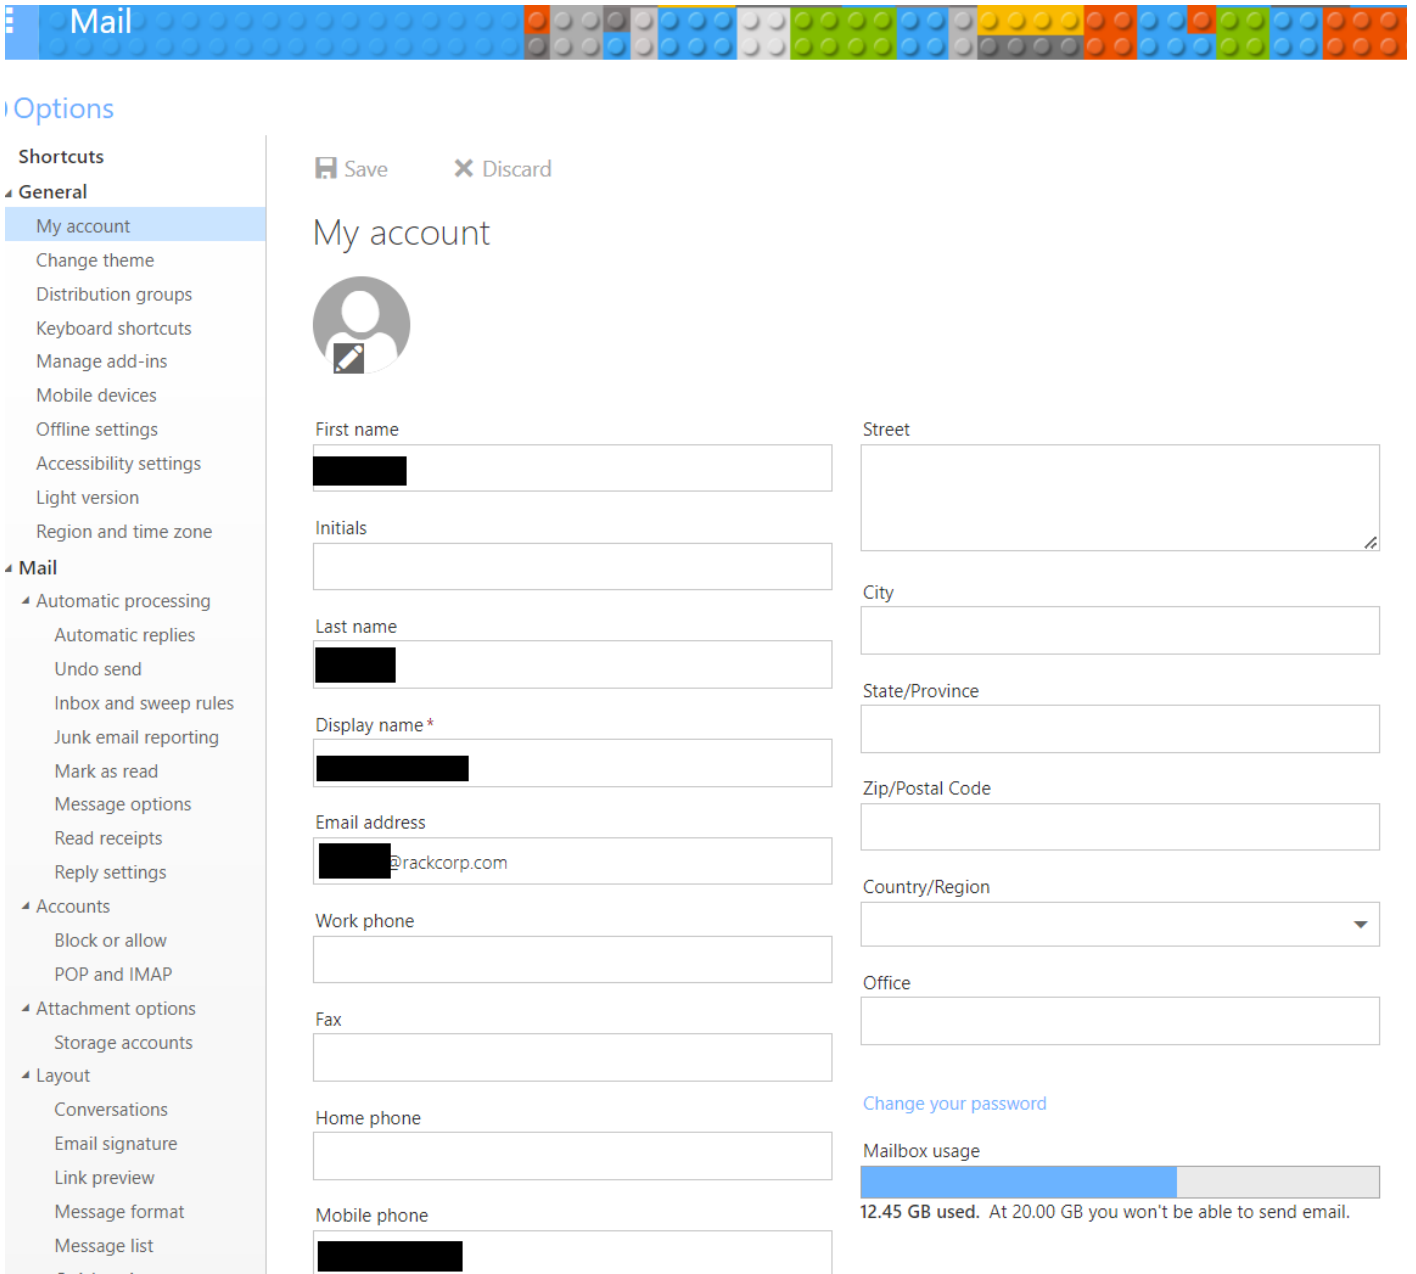 Mail
Options
Shortcuts
General
My account
Change theme
Distribution groups
Keyboard shortcuts
Manage add-ins
Mobile devices
Offline settings
Accessibility settings
Light version
Region and time zone
Mail
Automatic processing
Automatic replies
Undo send
Inbox and sweep rules
Junk email reporting
Mark as read
Message options
Read receipts
Reply settings
Accounts
Block or allow
POP and IMAP
Attachment options
Storage accounts
Layout
Conversations
Email signature
Link preview
Message format
Message list
Save Discard
My account
First name
Initials
Last name
Display name*
Email address
@rackcorp.com
Work phone
Fax
Home phone
Mobile phone
Street
City
State/Province
Zip/Postal Code
Country/Region
Office
Change your password
Mailbox usage
12.45 GB used. At 20.00 GB you won't be able to send email.